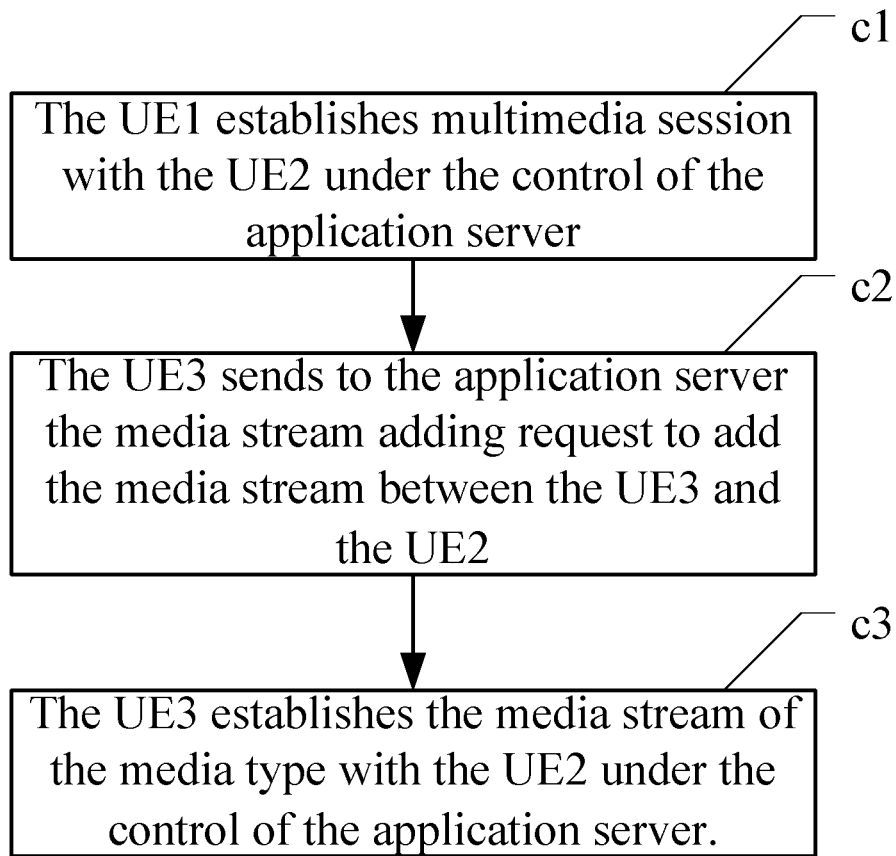 c1
The UE1 establishes multimedia session
with the UE2 under the control of the
application server
c2
The UE3 sends to the application server
the media stream adding request to add
the media stream between the UE3 and
the UE2
c3
The UE3 establishes the media stream of
the media type with the UE2 under the
control of the application server.